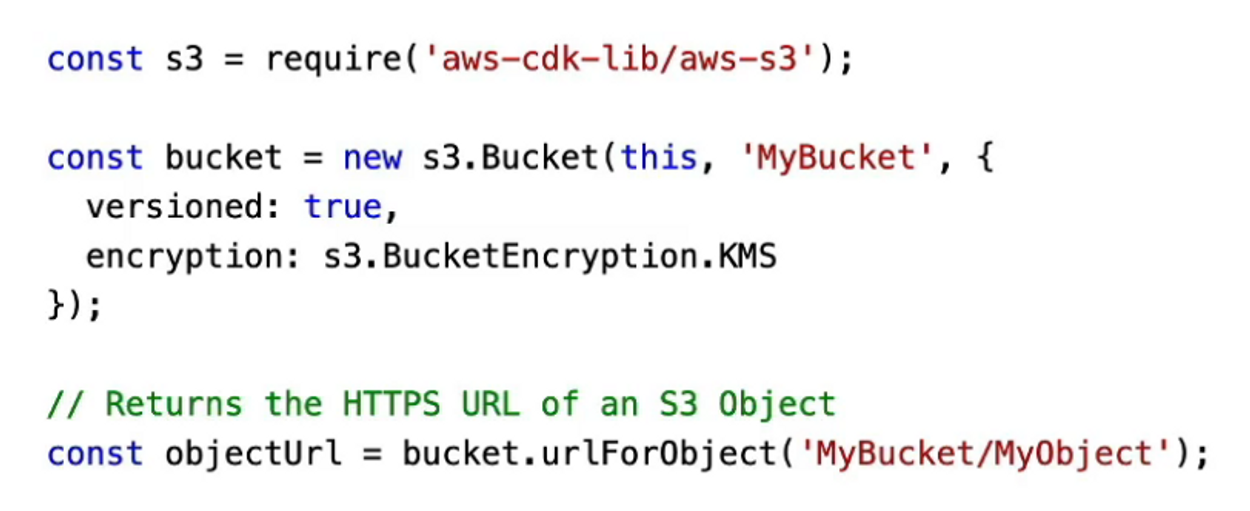 const s3 = require('aws-cdk-lib/aws-s3');
const bucket = new s3.Bucket(this, 'MyBucket', {
  versioned: true,
  encryption: s3.BucketEncryption.KMS
});
// Returns the HTTPS URL of an S3 Object
const objectUrl = bucket.urlForObject('MyBucket/MyObject');